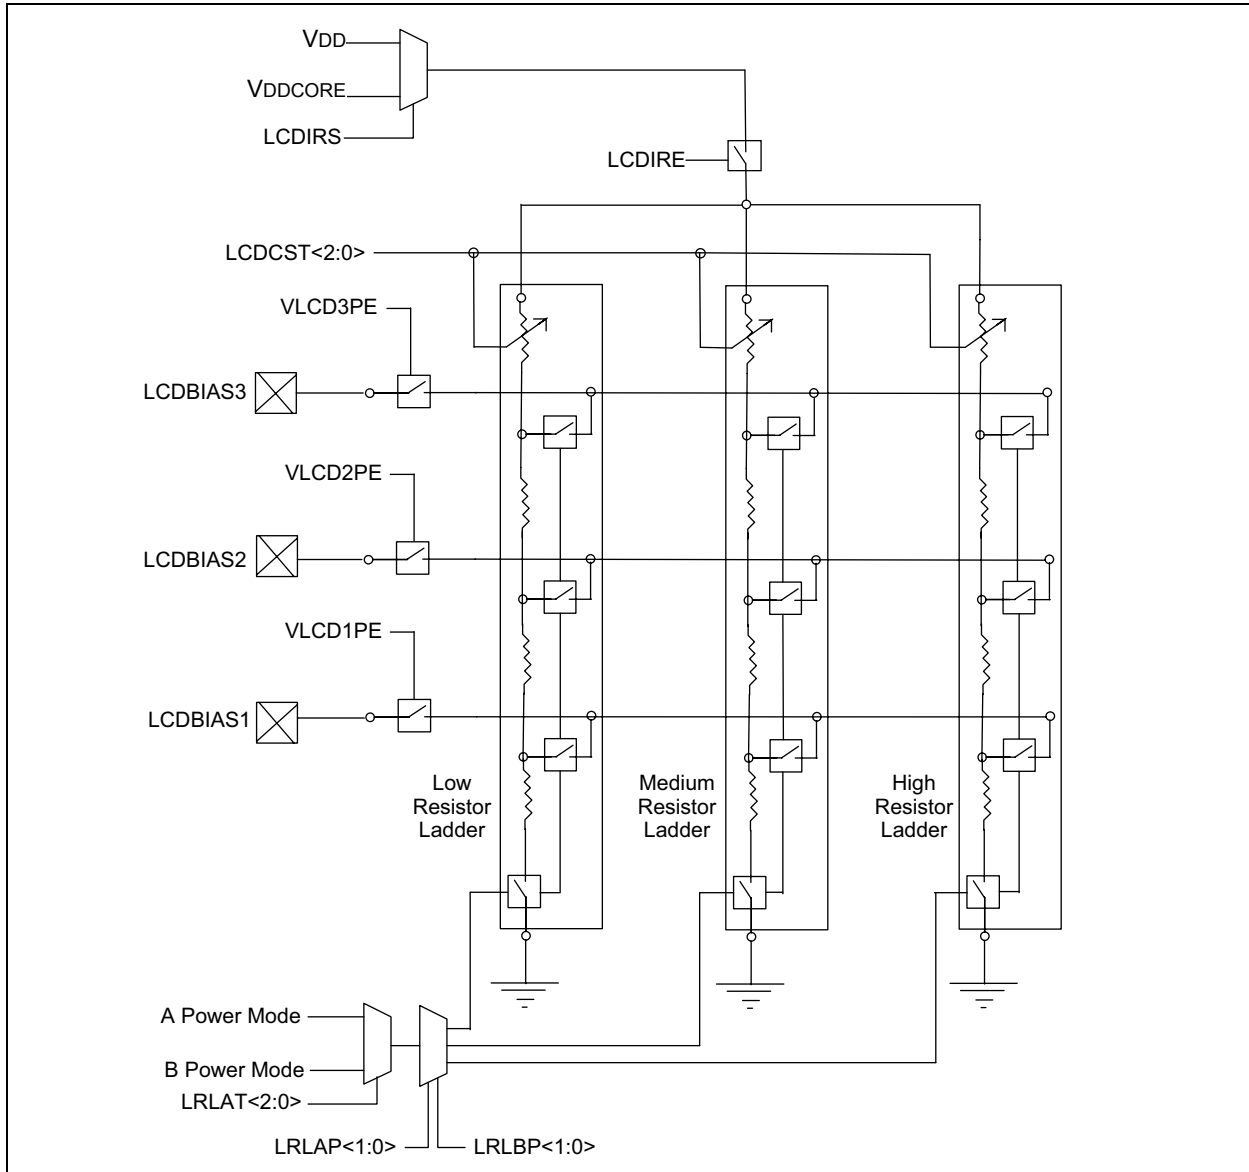 VDD
VDDCORE
LCDIRS
LCDIRE
LCDCST<2:0>
VLCD3PE
LCDBIAS3
VLCD2PE
LCDBIAS2
VLCD1PE
LCDBIAS1
Low
Resistor
Ladder
Medium
Resistor
Ladder
High
Resistor
Ladder
A Power Mode
B Power Mode
LRLAT<2:0>
LRLAP<1:0>
LRLBP<1:0>